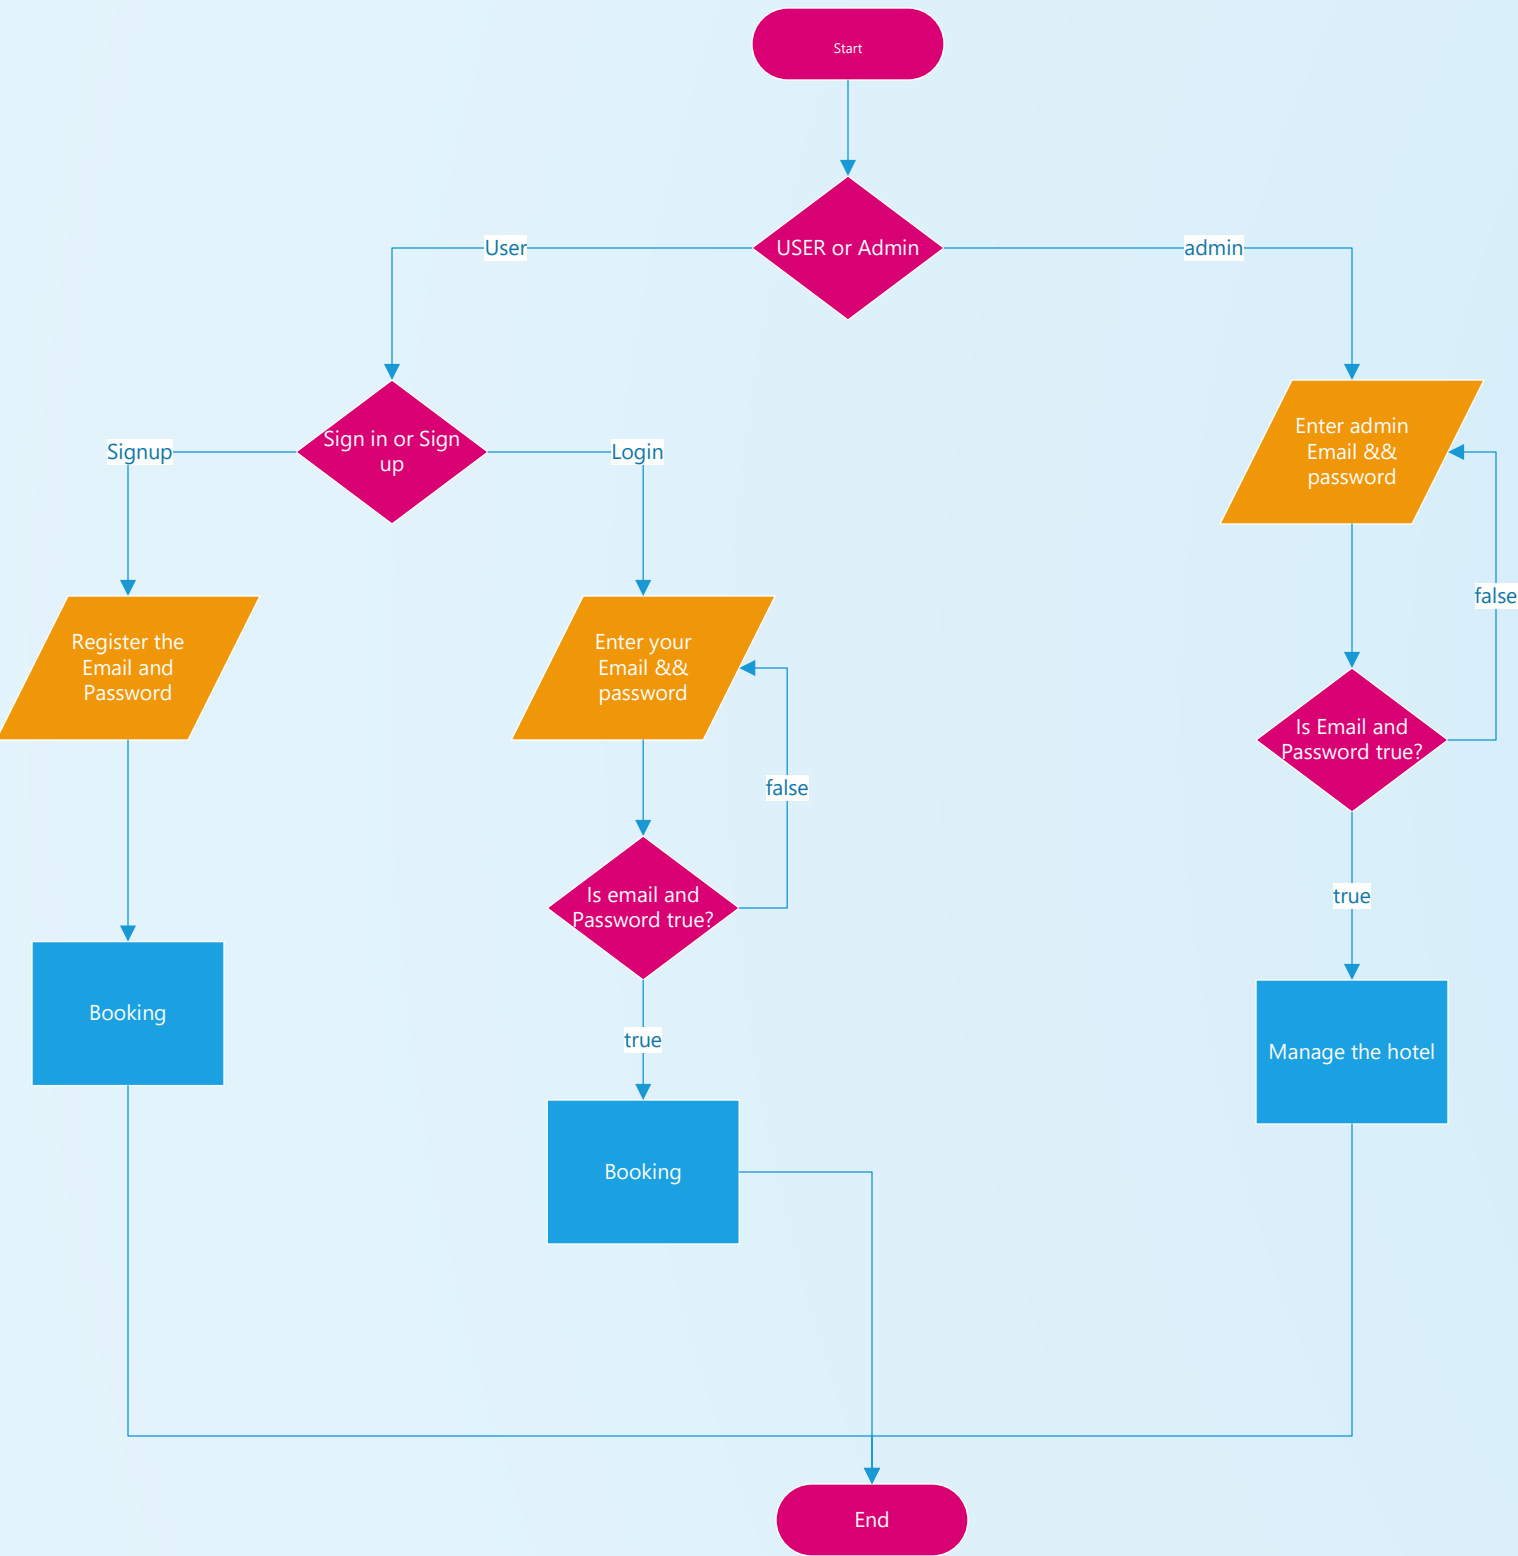 Start
USER or Admin
User
admin
Sign in or Sign
up
Signup
Login
Enter admin
Email &&
password
false
Register the
Email and
Password
Enter your
Email &&
password
Is Email and
Password true?
false
Is email and
Password true?
true
Booking
true
Manage the hotel
Booking
End